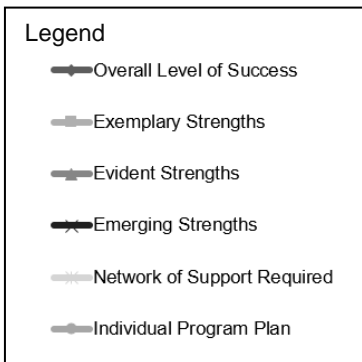 Legend
Overall Level of Success
Exemplary Strengths
Evident Strengths
Emerging Strengths
Network of Support Required
Individual Program Plan